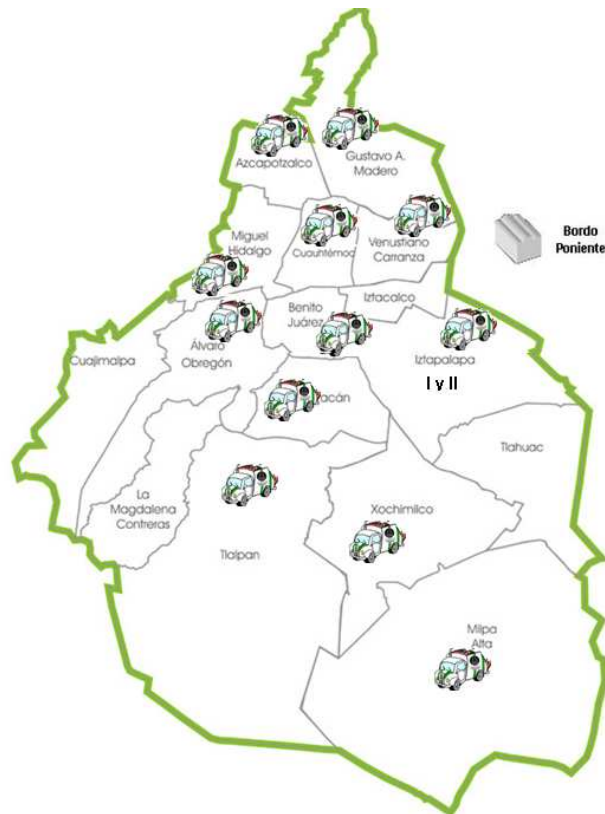 Azcapotzalco
Gustavo A.
Madero
Miguel
Hidalgo
Cuauhtémoc
Venustiano
Carranza
Bordo
Poniente
Cuajimalpa
Álvaro
Obregón
Benito
Juárez
Iztacalco
Iztapalapa
I y II
acán
Tlahuac
La
Magdalena
Contreras
Tlalpan
Xochimilco
Milpa
Alta